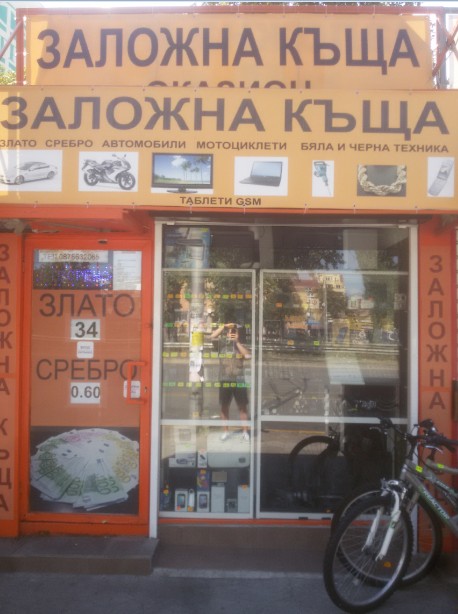 ЗАЛОЖНА КЪЩА
ОКАЗИОН
ЗАЛОЖНА КЪЩА
ЗЛАТО СРЕБРО АВТОМОБИЛИ МОТОЦИКЛЕТИ БЯЛА И ЧЕРНА ТЕХНИКА
ТАБЛЕТИ GSM
ЗЛАТО
34
СРЕБРО
0.60
ЗАЛОЖНА КЪЩА
ЗАЛОЖНА